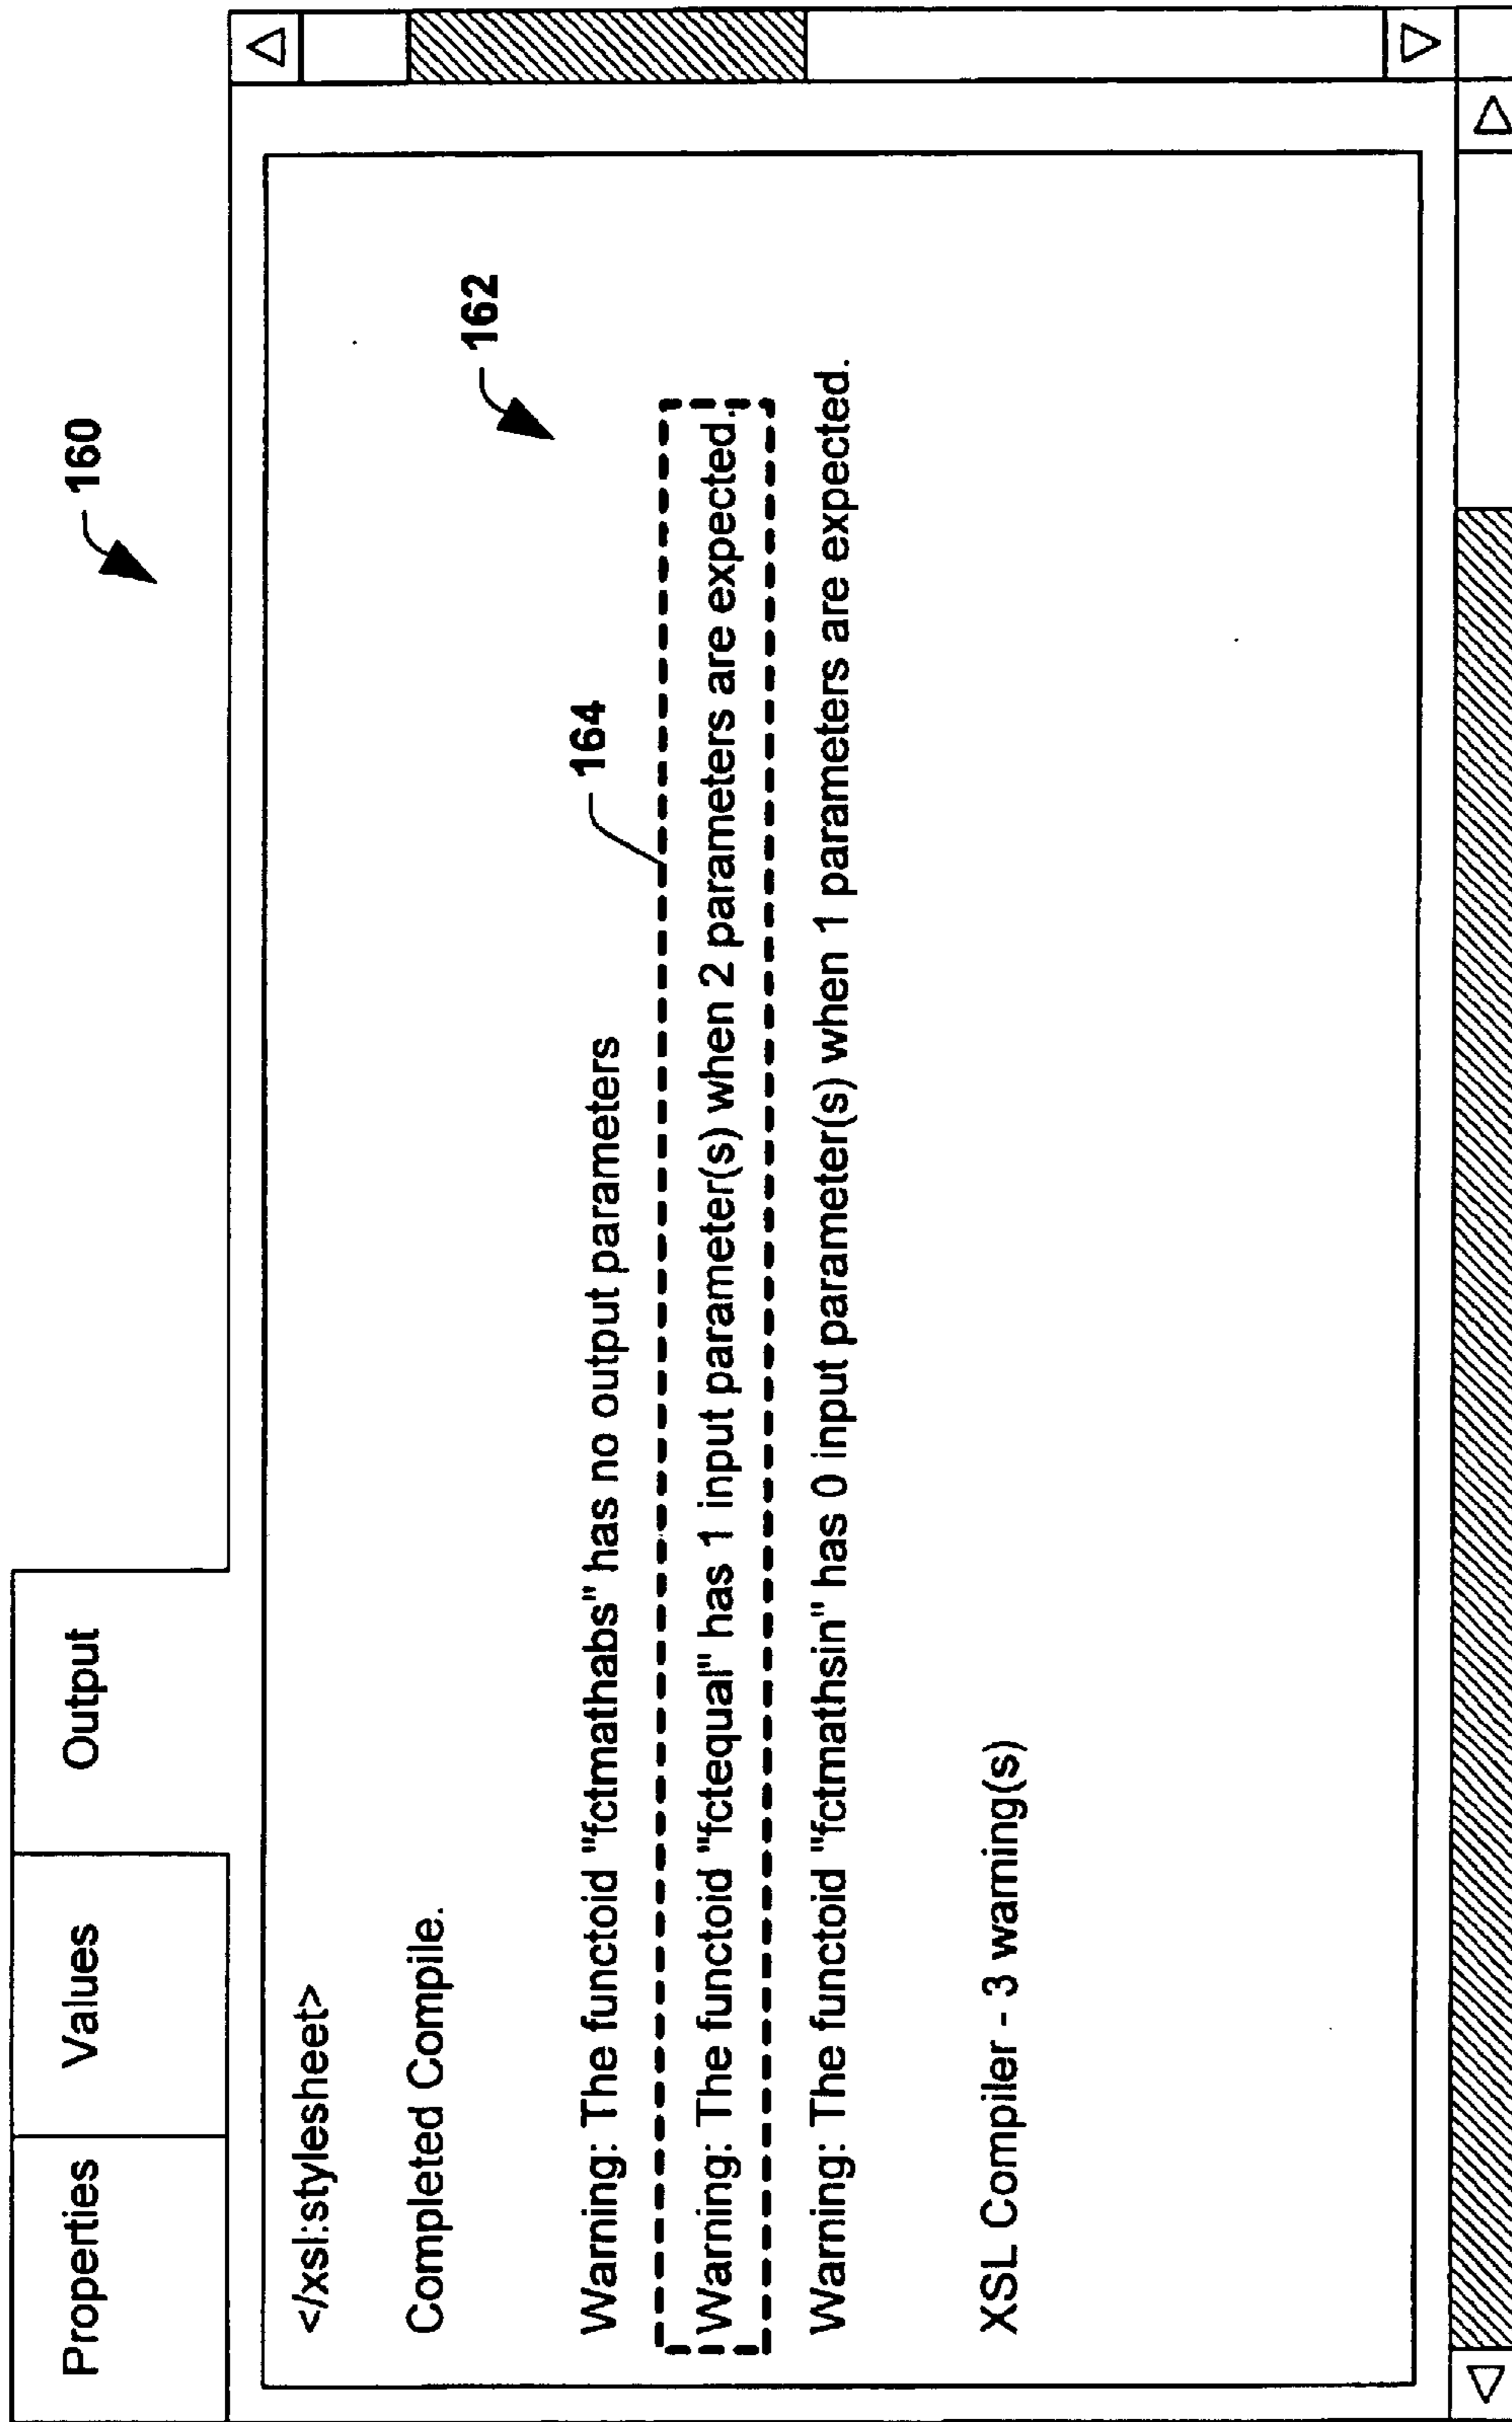 160
Properties Values Output
</xsl:stylesheet>
Completed Compile.
162
164
Warning: The functoid "fctmathabs" has no output parameters
Warning: The functoid "fctequal" has 1 input parameter(s) when 2 parameters are expected.
Warning: The functoid "fctmathsin" has 0 input parameter(s) when 1 parameters are expected.
XSL Compiler - 3 warning(s)